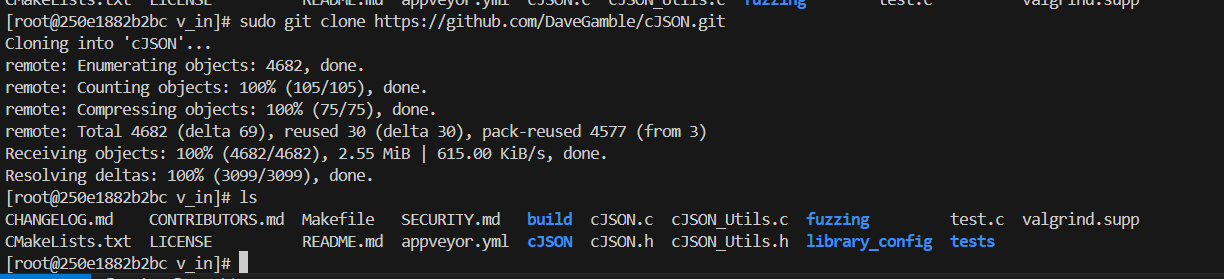 CMakeLists.txt LICENSE README.md appveyor.yml cJSON.c cJSON_Utils.c fuzzing test.c valgrind.supp
[root@250e1882b2bc v_in]# sudo git clone https://github.com/DaveGamble/cJSON.git
Cloning into 'cJSON'...
remote: Enumerating objects: 4682, done.
remote: Counting objects: 100% (105/105), done.
remote: Compressing objects: 100% (75/75), done.
remote: Total 4682 (delta 69), reused 30 (delta 30), pack-reused 4577 (from 3)
Receiving objects: 100% (4682/4682), 2.55 MiB | 615.00 KiB/s, done.
Resolving deltas: 100% (3099/3099), done.
[root@250e1882b2bc v_in]# ls
CHANGELOG.md CONTRIBUTORS.md Makefile SECURITY.md build cJSON.c cJSON_Utils.c fuzzing test.c valgrind.supp
CMakeLists.txt LICENSE README.md appveyor.yml cJSON cJSON.h cJSON_Utils.h library_config tests
[root@250e1882b2bc v_in]#